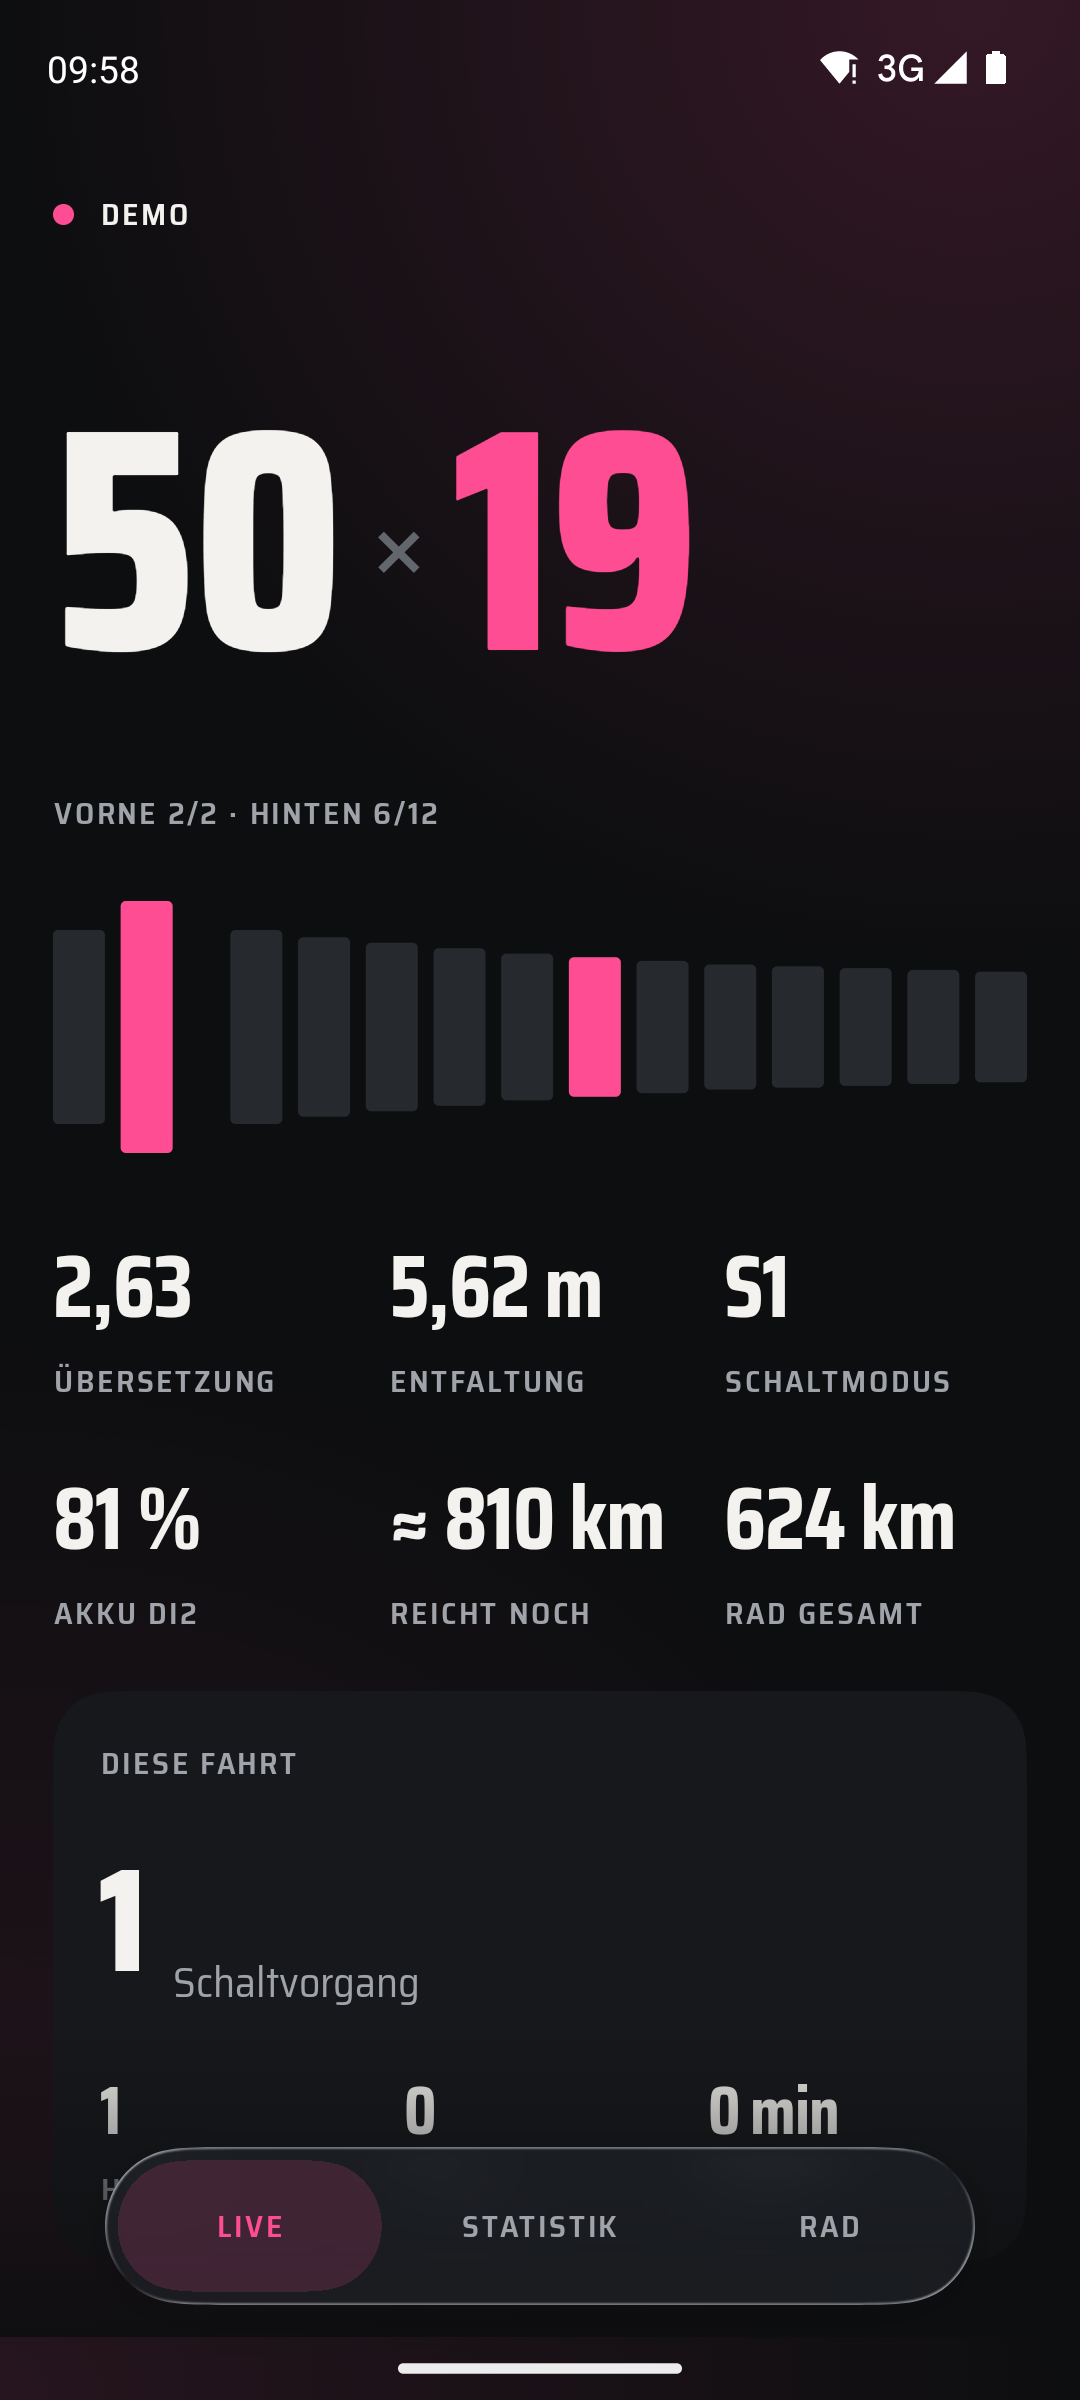 09:58 3G
DEMO
50 × 19
VORNE 2/2 · HINTEN 6/12
2,63 5,62 m S1
ÜBERSETZUNG ENTFALTUNG SCHALTMODUS
81 % ≈ 810 km 624 km
AKKU DI2 REICHT NOCH RAD GESAMT
DIESE FAHRT
1 Schaltvorgang
1 0 0 min
LIVE STATISTIK RAD